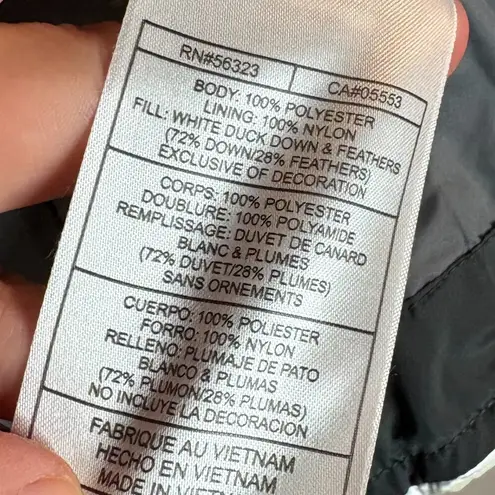 RN#56323 CA#05553
BODY: 100% POLYESTER
LINING: 100% NYLON
FILL: WHITE DUCK DOWN & FEATHERS
(72% DOWN/28% FEATHERS)
EXCLUSIVE OF DECORATION
CORPS: 100% POLYESTER
DOUBLURE: 100% POLYAMIDE
REMPLISSAGE: DUVET DE CANARD
BLANC & PLUMES
(72% DUVET/28% PLUMES)
SANS ORNEMENTS
CUERPO: 100% POLIESTER
FORRO: 100% NYLON
RELLENO: PLUMAJE DE PATO
BLANCO & PLUMAS
(72% PLUMON/28% PLUMAS)
NO INCLUYE LA DECORACION
FABRIQUE AU VIETNAM
HECHO EN VIETNAM
MADE IN VIETNAM